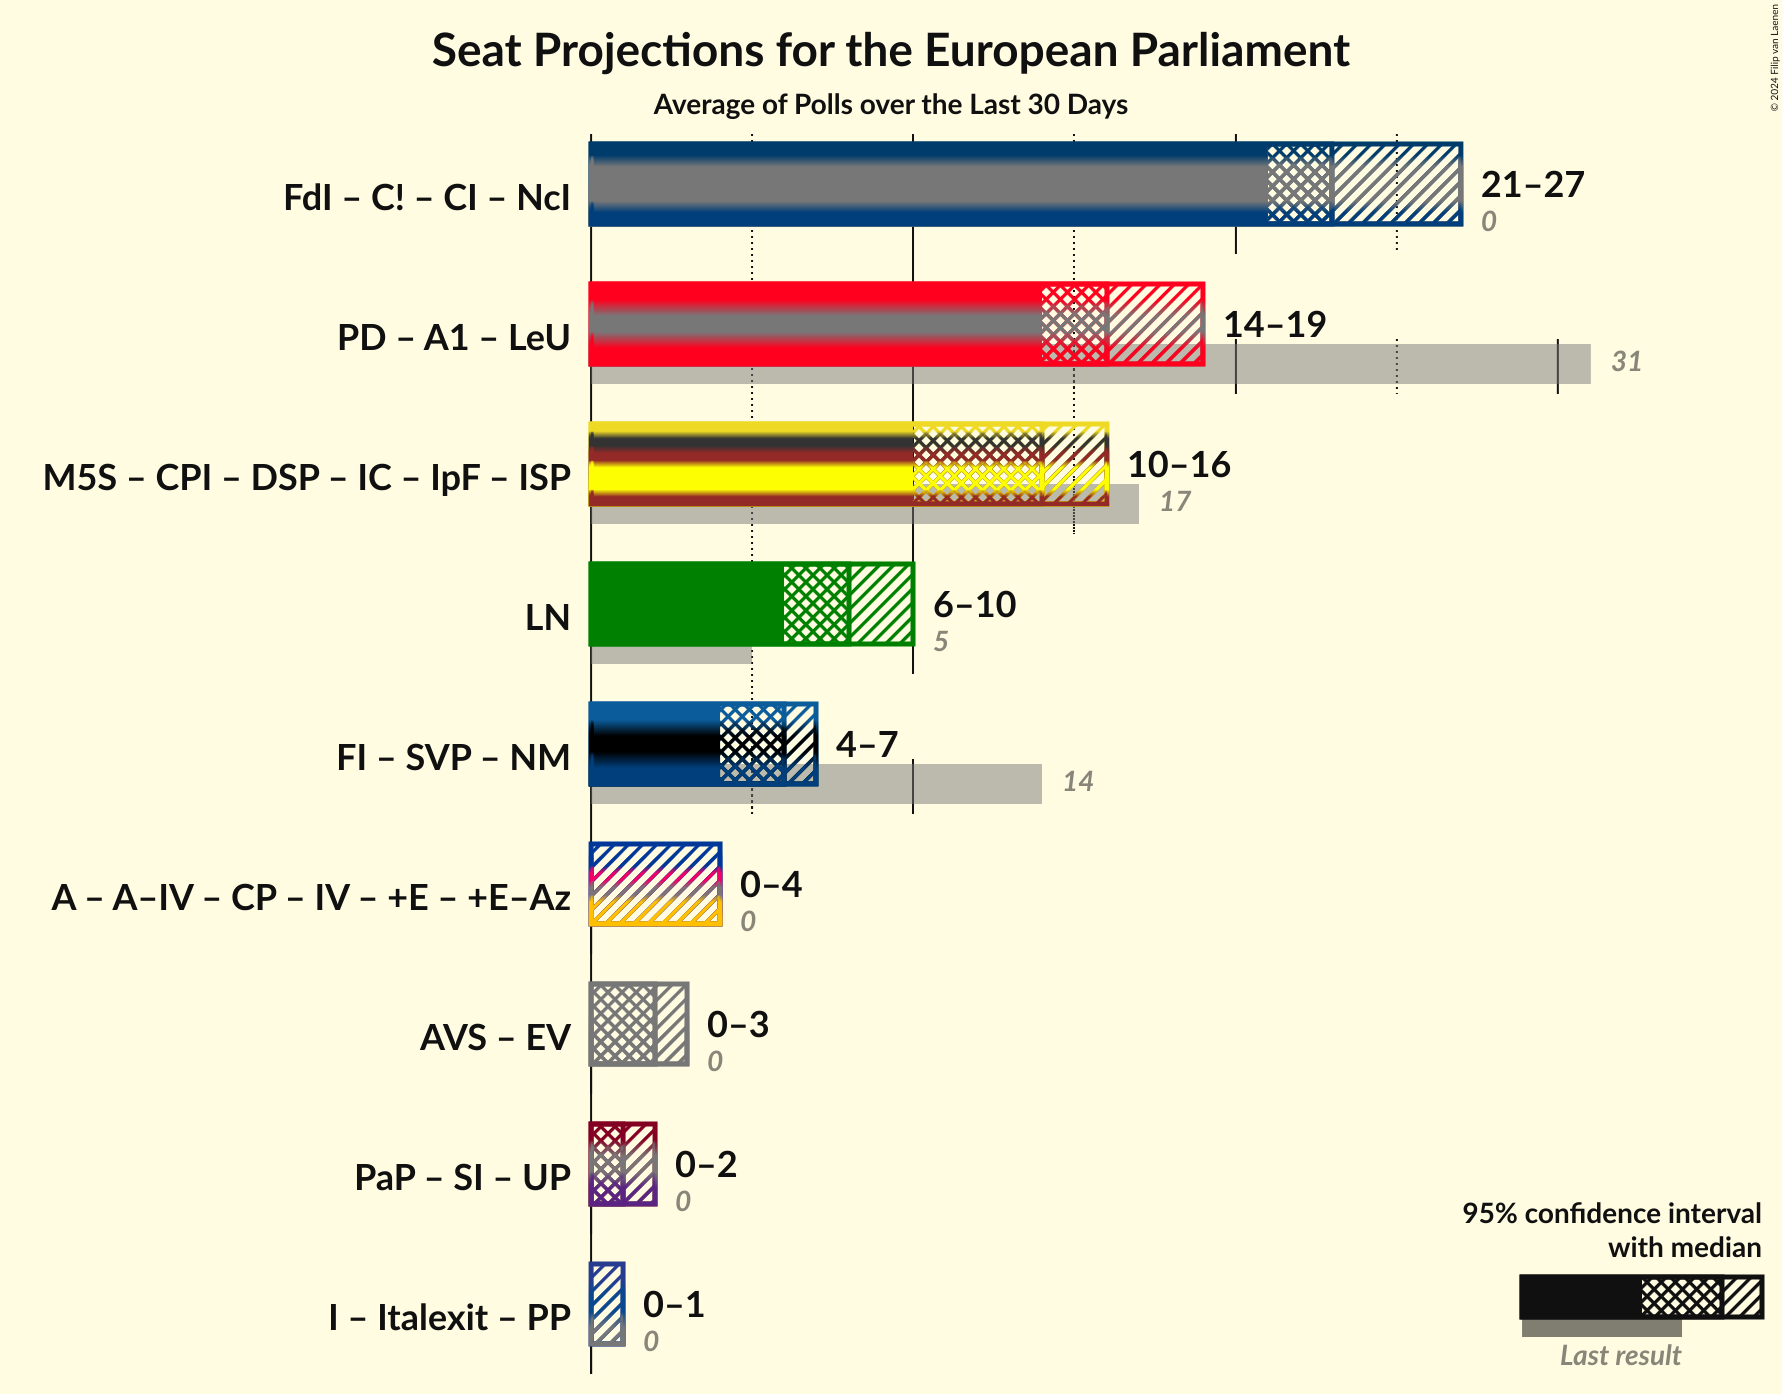 Seat Projections for the European Parliament
Average of Polls over the Last 30 Days
© 2024 Filip van Laenen
FdI – C! – CI – NcI
21–27
0
PD – A1 – LeU
14–19
31
M5S – CPI – DSP – IC – IpF – ISP
10–16
17
LN
6–10
5
FI – SVP – NM
4–7
14
A – A–IV – CP – IV – +E – +E–Az
0–4
0
AVS – EV
0–3
0
PaP – SI – UP
0–2
0
I – Italexit – PP
0–1
0
95% confidence interval
with median
Last result